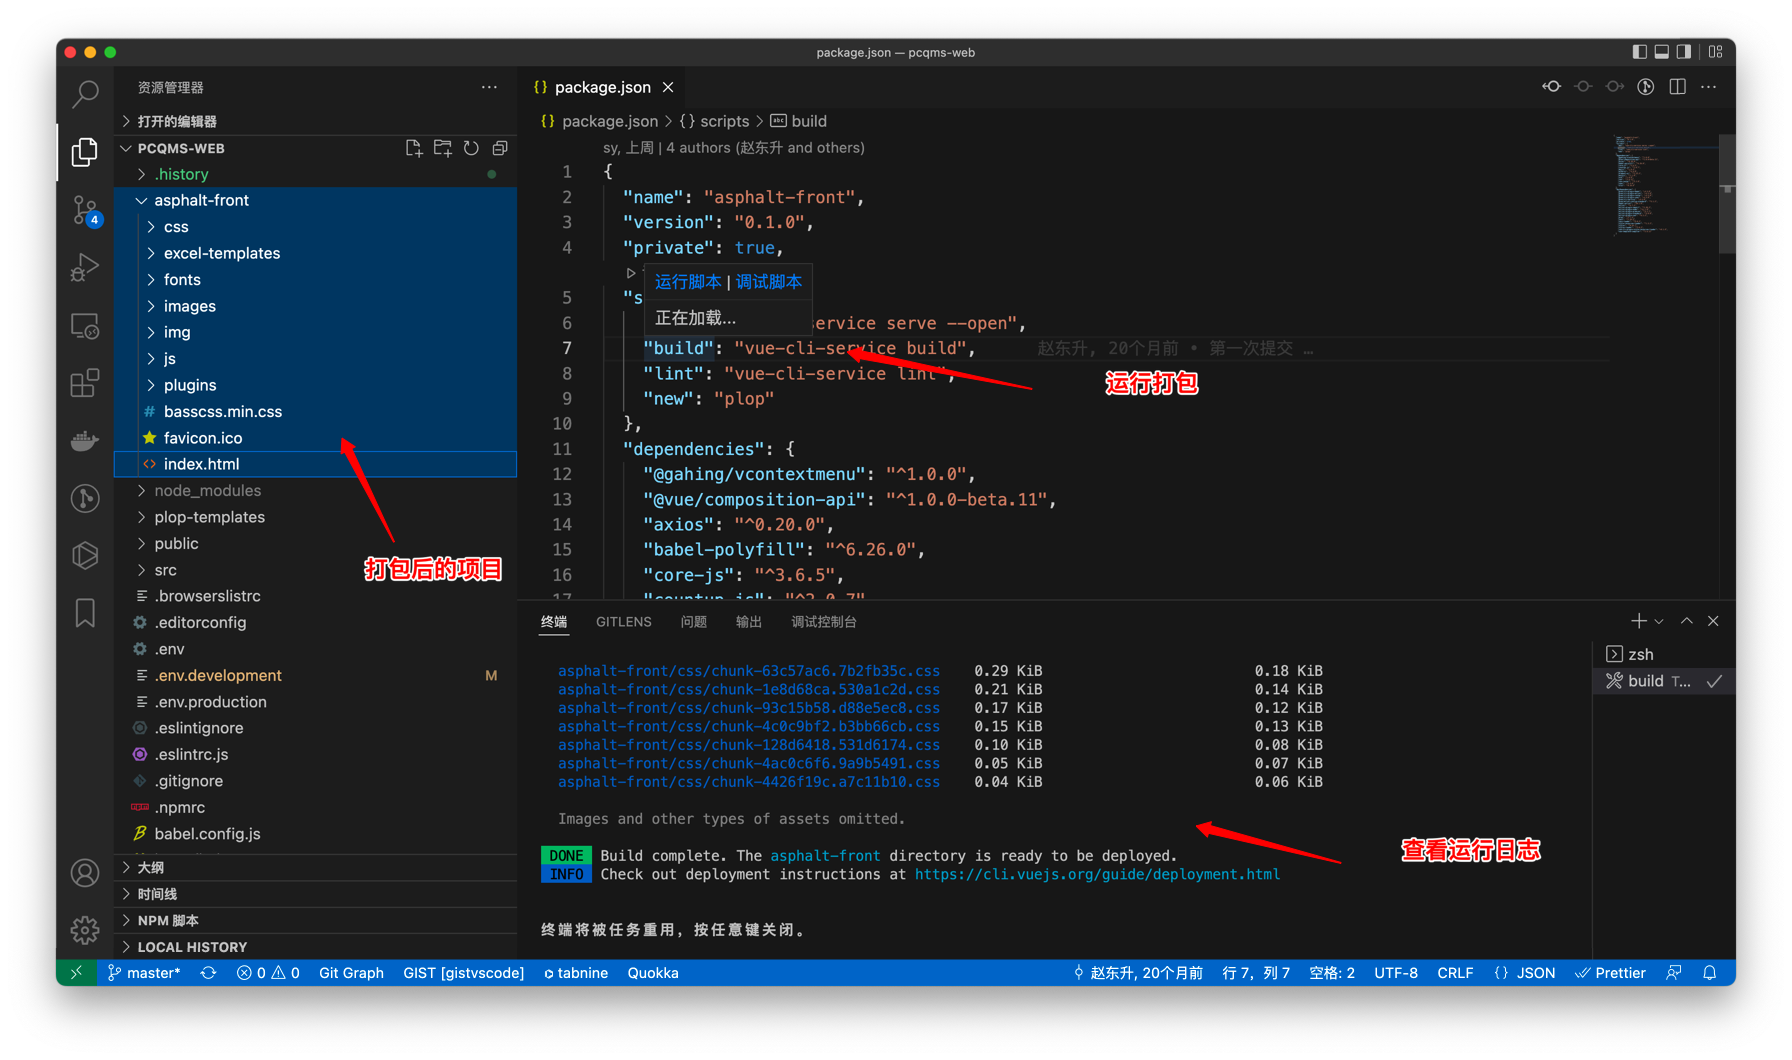 package.json — pcqms-web
资源管理器
打开的编辑器
PCQMS-WEB
.history
asphalt-front
css
excel-templates
fonts
images
img
js
plugins
basscss.min.css
favicon.ico
index.html
node_modules
plop-templates
public
src
.browserslistrc
.editorconfig
.env
.env.development M
.env.production
.eslintignore
.eslintrc.js
.gitignore
.npmrc
babel.config.js
大纲
时间线
NPM 脚本
LOCAL HISTORY
4
打包后的项目
{} package.json
{} package.json > {} scripts > build
sy, 上周 | 4 authors (赵东升 and others)
1 {
2 "name": "asphalt-front",
3 "version": "0.1.0",
4 "private": true,
运行脚本 | 调试脚本
5 "s
正在加载...
6 ervice serve --open",
7 "build": "vue-cli-service build", 赵东升, 20个月前 • 第一次提交 …
运行打包
8 "lint": "vue-cli-service lint",
9 "new": "plop"
10 },
11 "dependencies": {
12 "@gahing/vcontextmenu": "^1.0.0",
13 "@vue/composition-api": "^1.0.0-beta.11",
14 "axios": "^0.20.0",
15 "babel-polyfill": "^6.26.0",
16 "core-js": "^3.6.5",
17 "countup.js": "^2.0.7"
终端 GITLENS 问题 输出 调试控制台
asphalt-front/css/chunk-63c57ac6.7b2fb35c.css 0.29 KiB 0.18 KiB
asphalt-front/css/chunk-1e8d68ca.530a1c2d.css 0.21 KiB 0.14 KiB
asphalt-front/css/chunk-93c15b58.d88e5ec8.css 0.17 KiB 0.12 KiB
asphalt-front/css/chunk-4c0c9bf2.b3bb66cb.css 0.15 KiB 0.13 KiB
asphalt-front/css/chunk-128d6418.531d6174.css 0.10 KiB 0.08 KiB
asphalt-front/css/chunk-4ac0c6f6.9a9b5491.css 0.05 KiB 0.07 KiB
asphalt-front/css/chunk-4426f19c.a7c11b10.css 0.04 KiB 0.06 KiB
Images and other types of assets omitted.
DONE Build complete. The asphalt-front directory is ready to be deployed.
INFO Check out deployment instructions at https://cli.vuejs.org/guide/deployment.html
查看运行日志
终端将被任务重用，按任意键关闭。
zsh
build T...
master* 0 0 Git Graph GIST [gistvscode] tabnine Quokka 赵东升, 20个月前 行 7，列 7 空格: 2 UTF-8 CRLF {} JSON Prettier